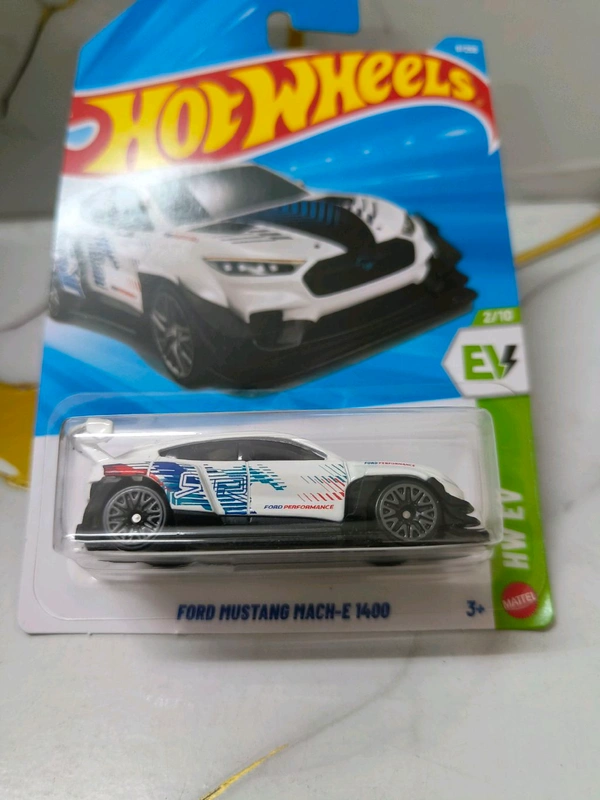 HOT WHEELS
2/10
EV
FORD PERFORMANCE
FORD PERFORMANCE
HW EV
FORD MUSTANG MACH-E 1400
3+
MATTEL